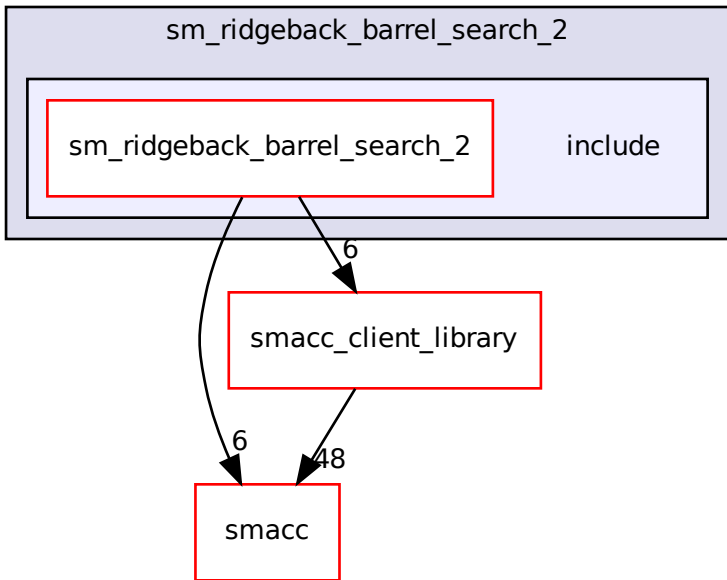 sm_ridgeback_barrel_search_2
sm_ridgeback_barrel_search_2
include
6
smacc_client_library
6
48
smacc